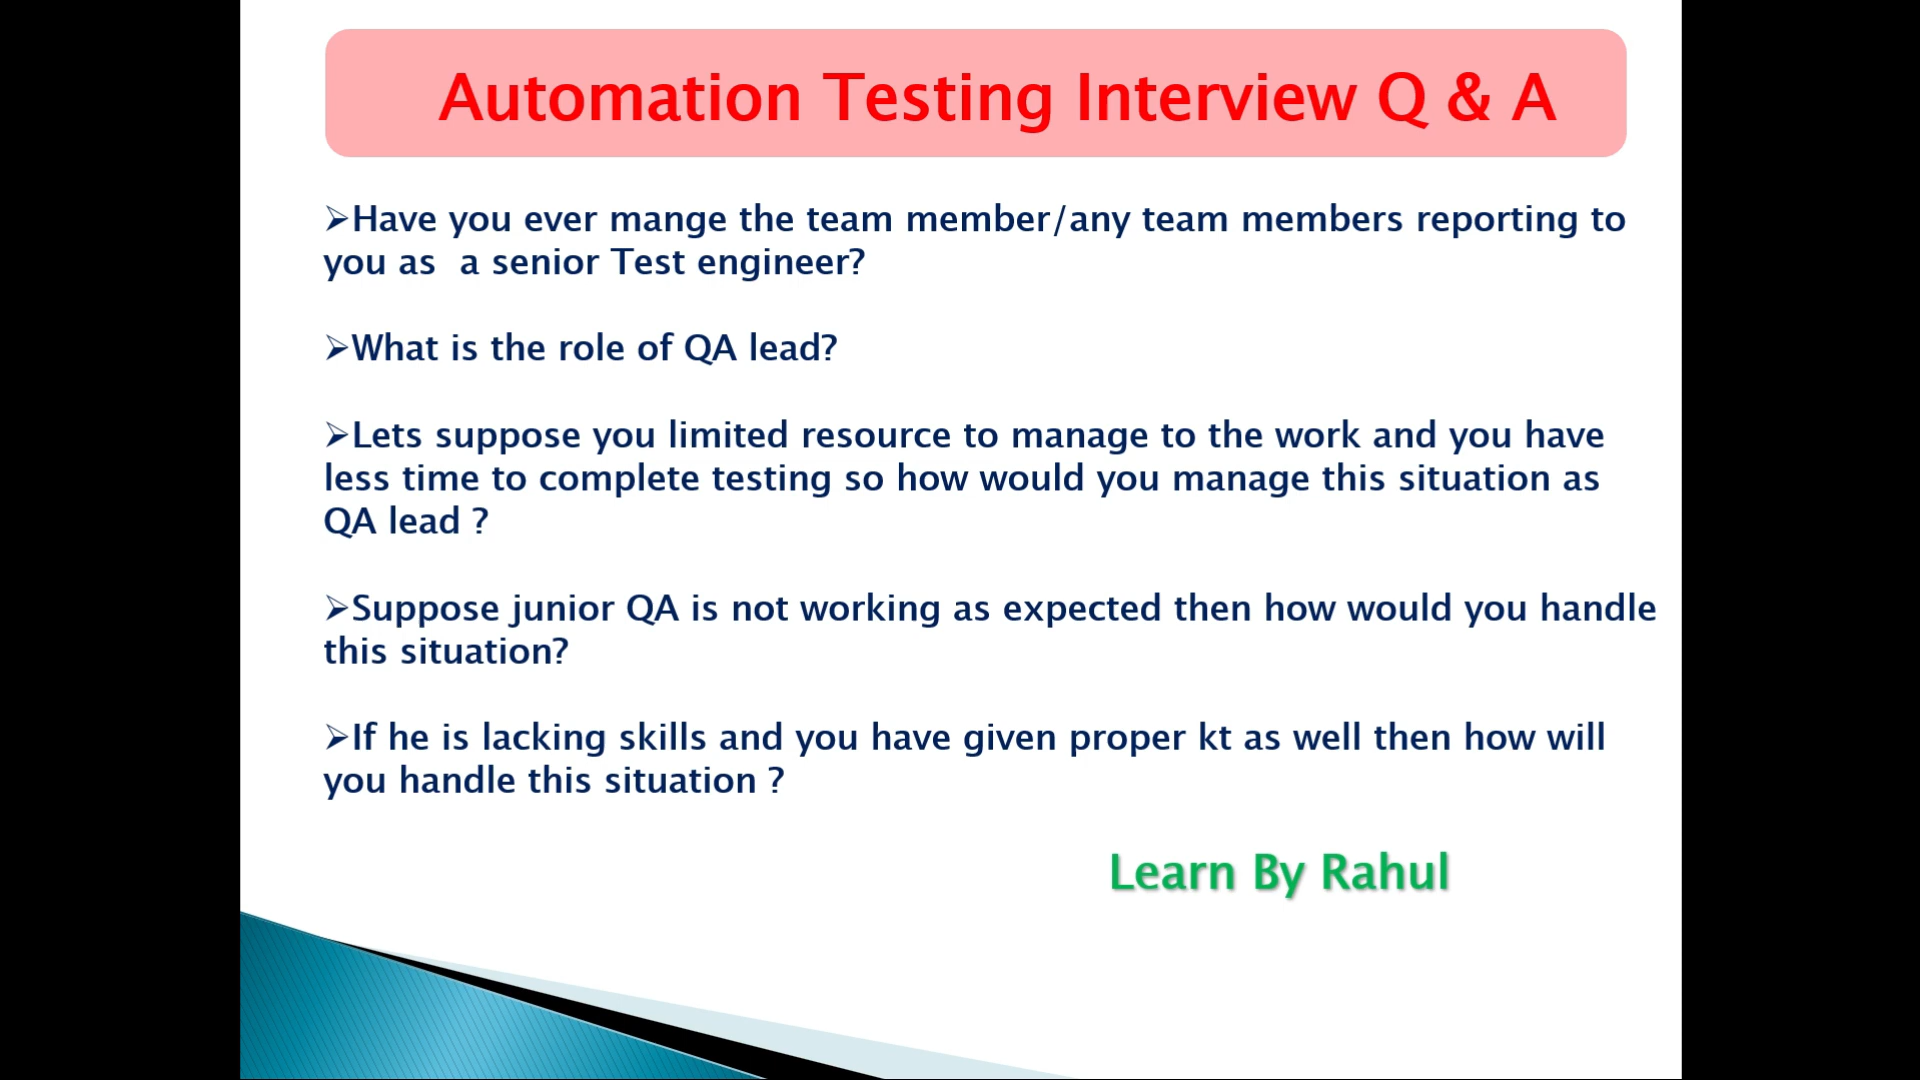 Automation Testing Interview Q & A
➢Have you ever mange the team member/any team members reporting to
you as  a senior Test engineer?
➢What is the role of QA lead?
➢Lets suppose you limited resource to manage to the work and you have
less time to complete testing so how would you manage this situation as
QA lead ?
➢Suppose junior QA is not working as expected then how would you handle
this situation?
➢If he is lacking skills and you have given proper kt as well then how will
you handle this situation ?
Learn By Rahul